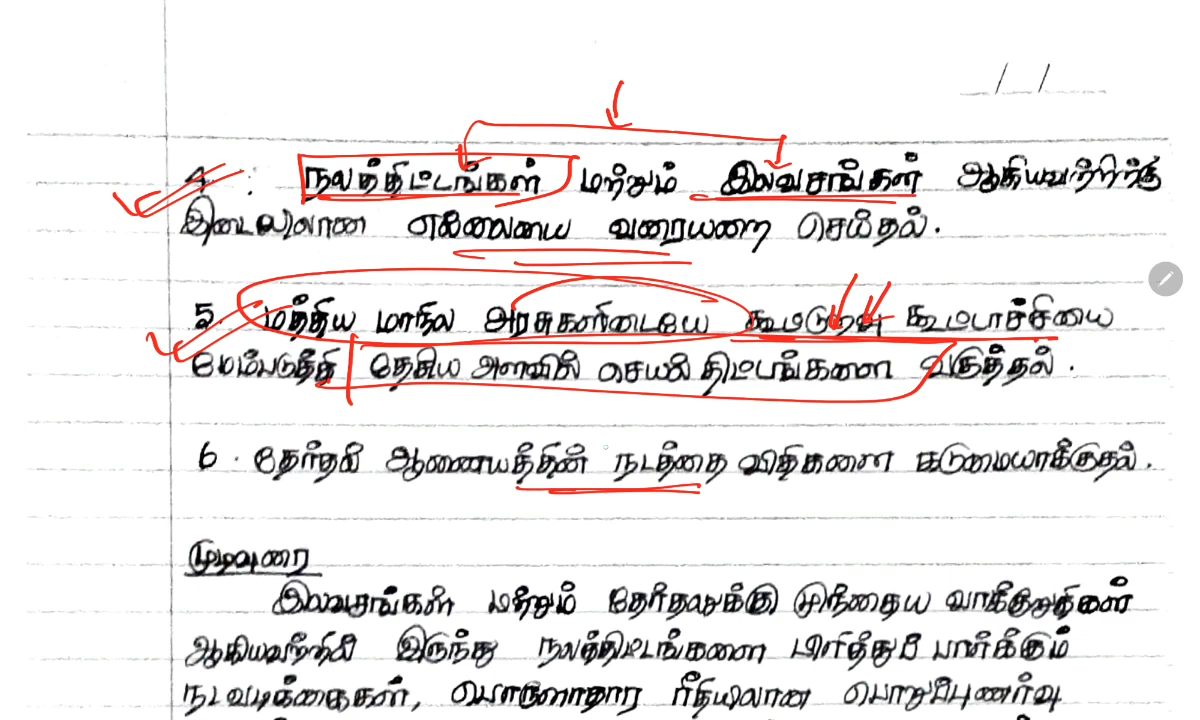 4. நலத்திட்டங்கள் மற்றும் இலவசங்கள் ஆகியவற்றிற்கு
இடையிலான எல்லையை வரையறை செய்தல்.
5. மத்திய மாநில அரசுகளிடையே கூட்டுறவு கூட்டாட்சியை
மேம்படுத்தி தேசிய அளவில் செயல் திட்டங்களை வகுத்தல்.
6. தேர்தல் ஆணையத்தின் நடத்தை விதிகளை கடுமையாக்குதல்.
முடிவுரை
இலவசங்கள் மற்றும் தேர்தலுக்கு முந்தைய வாக்குறுதிகள்
ஆகியவற்றில் இருந்து நலத்திட்டங்களை பிரித்துப் பார்க்கும்
நடவடிக்கைகள், பொருளாதார ரீதியிலான பொறுப்புணர்வு